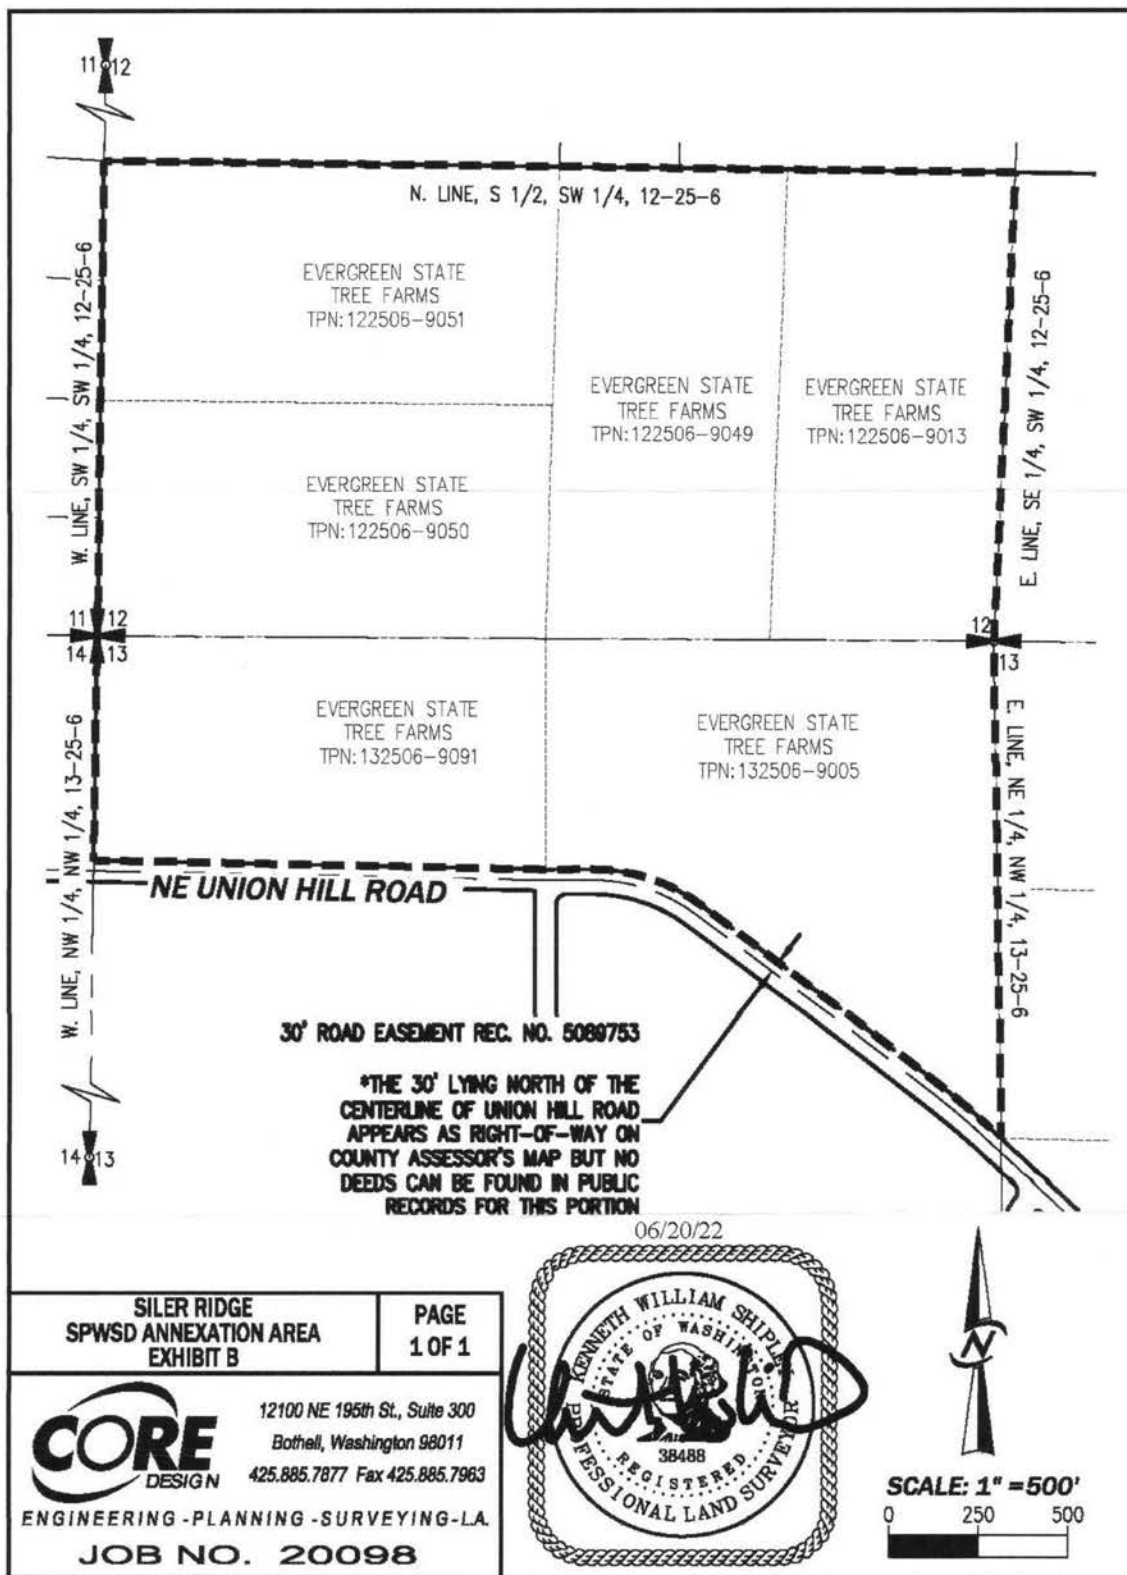 11 12
N. LINE, S 1/2, SW 1/4, 12-25-6
W. LINE, SW 1/4, SW 1/4, 12-25-6
EVERGREEN STATE
TREE FARMS
TPN:122506-9051
E. LINE, SE 1/4, SW 1/4, 12-25-6
EVERGREEN STATE
TREE FARMS
TPN:122506-9049
EVERGREEN STATE
TREE FARMS
TPN:122506-9013
EVERGREEN STATE
TREE FARMS
TPN:122506-9050
11 12
14 13
12
13
W. LINE, NW 1/4, NW 1/4, 13-25-6
EVERGREEN STATE
TREE FARMS
TPN:132506-9091
EVERGREEN STATE
TREE FARMS
TPN:132506-9005
E. LINE, NE 1/4, NW 1/4, 13-25-6
NE UNION HILL ROAD
30' ROAD EASEMENT REC. NO. 5089753
*THE 30' LYING NORTH OF THE
CENTERLINE OF UNION HILL ROAD
APPEARS AS RIGHT-OF-WAY ON
COUNTY ASSESSOR'S MAP BUT NO
DEEDS CAN BE FOUND IN PUBLIC
RECORDS FOR THIS PORTION
14 13
06/20/22
SILER RIDGE
SPWSD ANNEXATION AREA
EXHIBIT B
PAGE
1 OF 1
KENNETH WILLIAM SHIPLEY
STATE OF WASHINGTON
38488
REGISTERED
PROFESSIONAL LAND SURVEYOR
N
CORE
DESIGN
12100 NE 195th St., Suite 300
Bothell, Washington 98011
425.885.7877 Fax 425.885.7963
ENGINEERING-PLANNING-SURVEYING-LA.
JOB NO. 20098
SCALE: 1" =500'
0 250 500